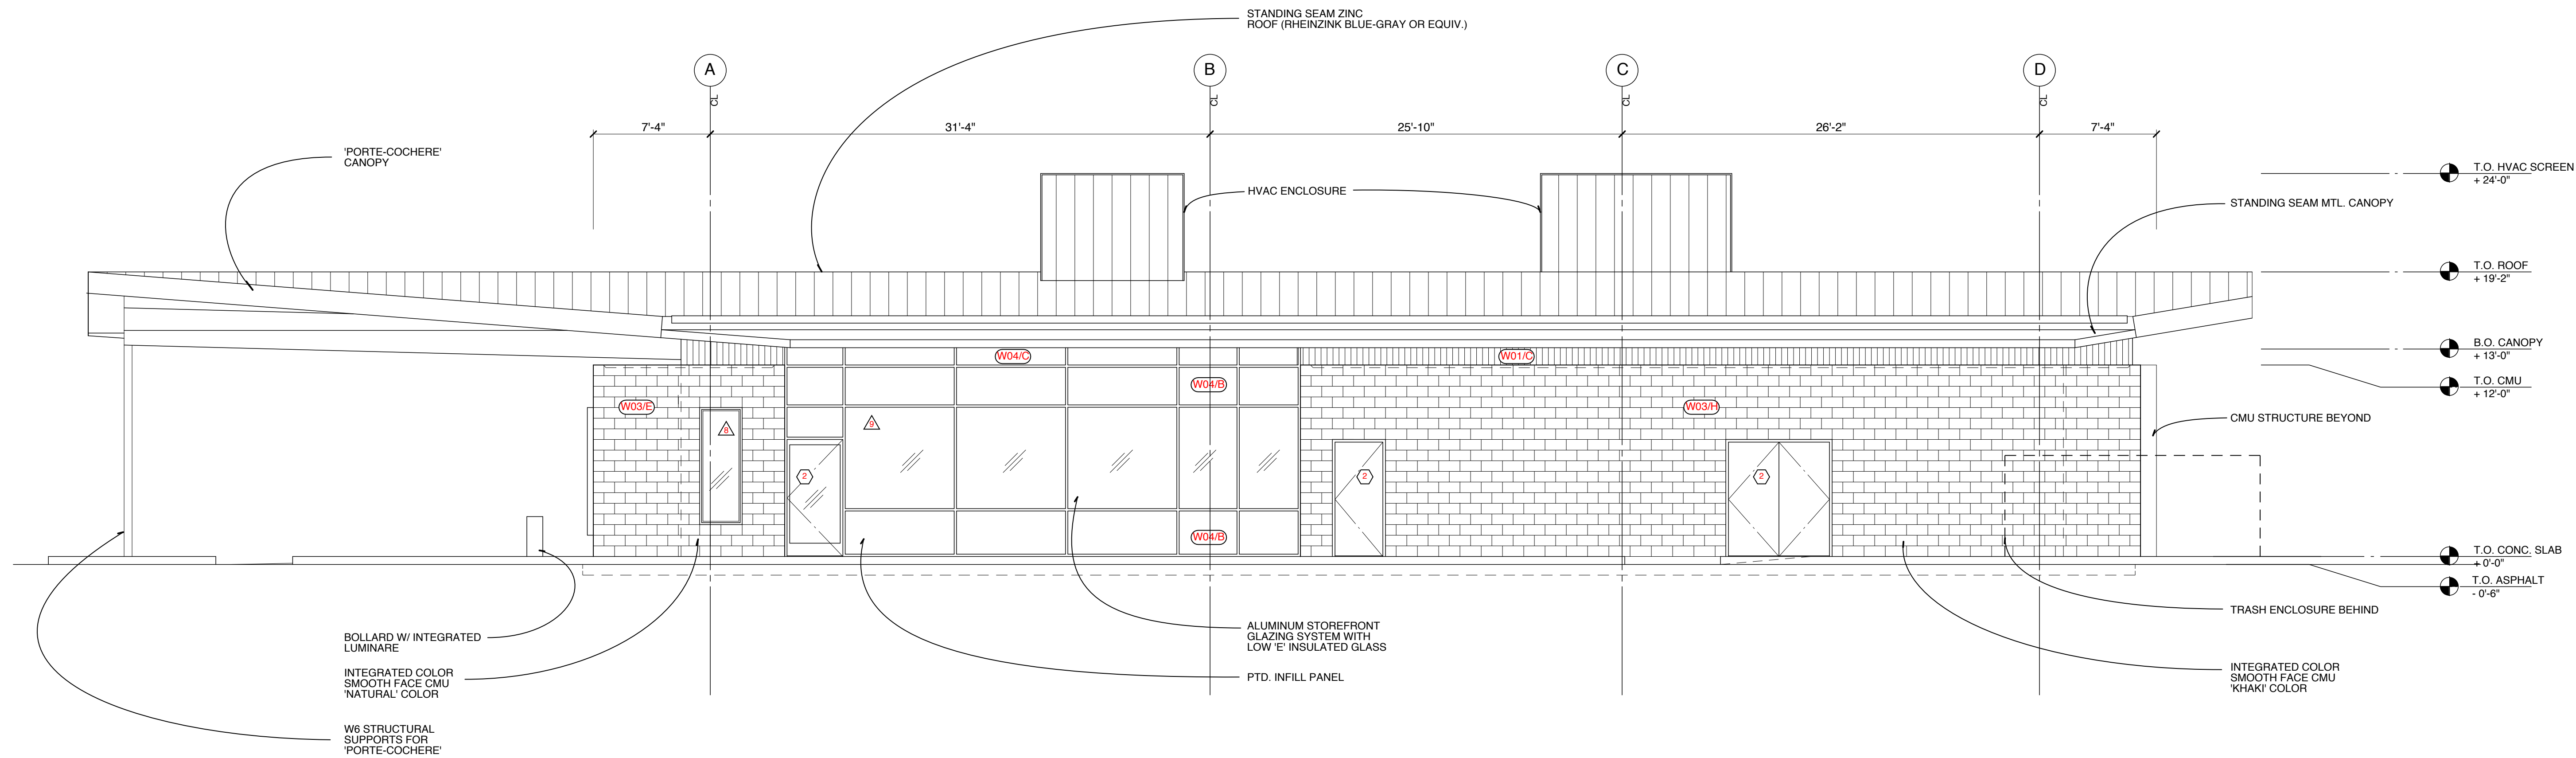 STANDING SEAM ZINC
ROOF (RHEINZINK BLUE-GRAY OR EQUIV.)
A
B
C
D
CL
CL
CL
CL
7'-4"
31'-4"
25'-10"
26'-2"
7'-4"
'PORTE-COCHERE'
CANOPY
HVAC ENCLOSURE
T.O. HVAC SCREEN
+ 24'-0"
STANDING SEAM MTL. CANOPY
T.O. ROOF
+ 19'-2"
B.O. CANOPY
+ 13'-0"
T.O. CMU
+ 12'-0"
W04/C
W01/C
W04/B
W03/E
W03/H
8
9
CMU STRUCTURE BEYOND
2
2
2
W04/B
T.O. CONC. SLAB
+ 0'-0"
T.O. ASPHALT
- 0'-6"
TRASH ENCLOSURE BEHIND
BOLLARD W/ INTEGRATED
LUMINARE
ALUMINUM STOREFRONT
GLAZING SYSTEM WITH
LOW 'E' INSULATED GLASS
INTEGRATED COLOR
SMOOTH FACE CMU
'NATURAL' COLOR
PTD. INFILL PANEL
INTEGRATED COLOR
SMOOTH FACE CMU
'KHAKI' COLOR
W6 STRUCTURAL
SUPPORTS FOR
'PORTE-COCHERE'